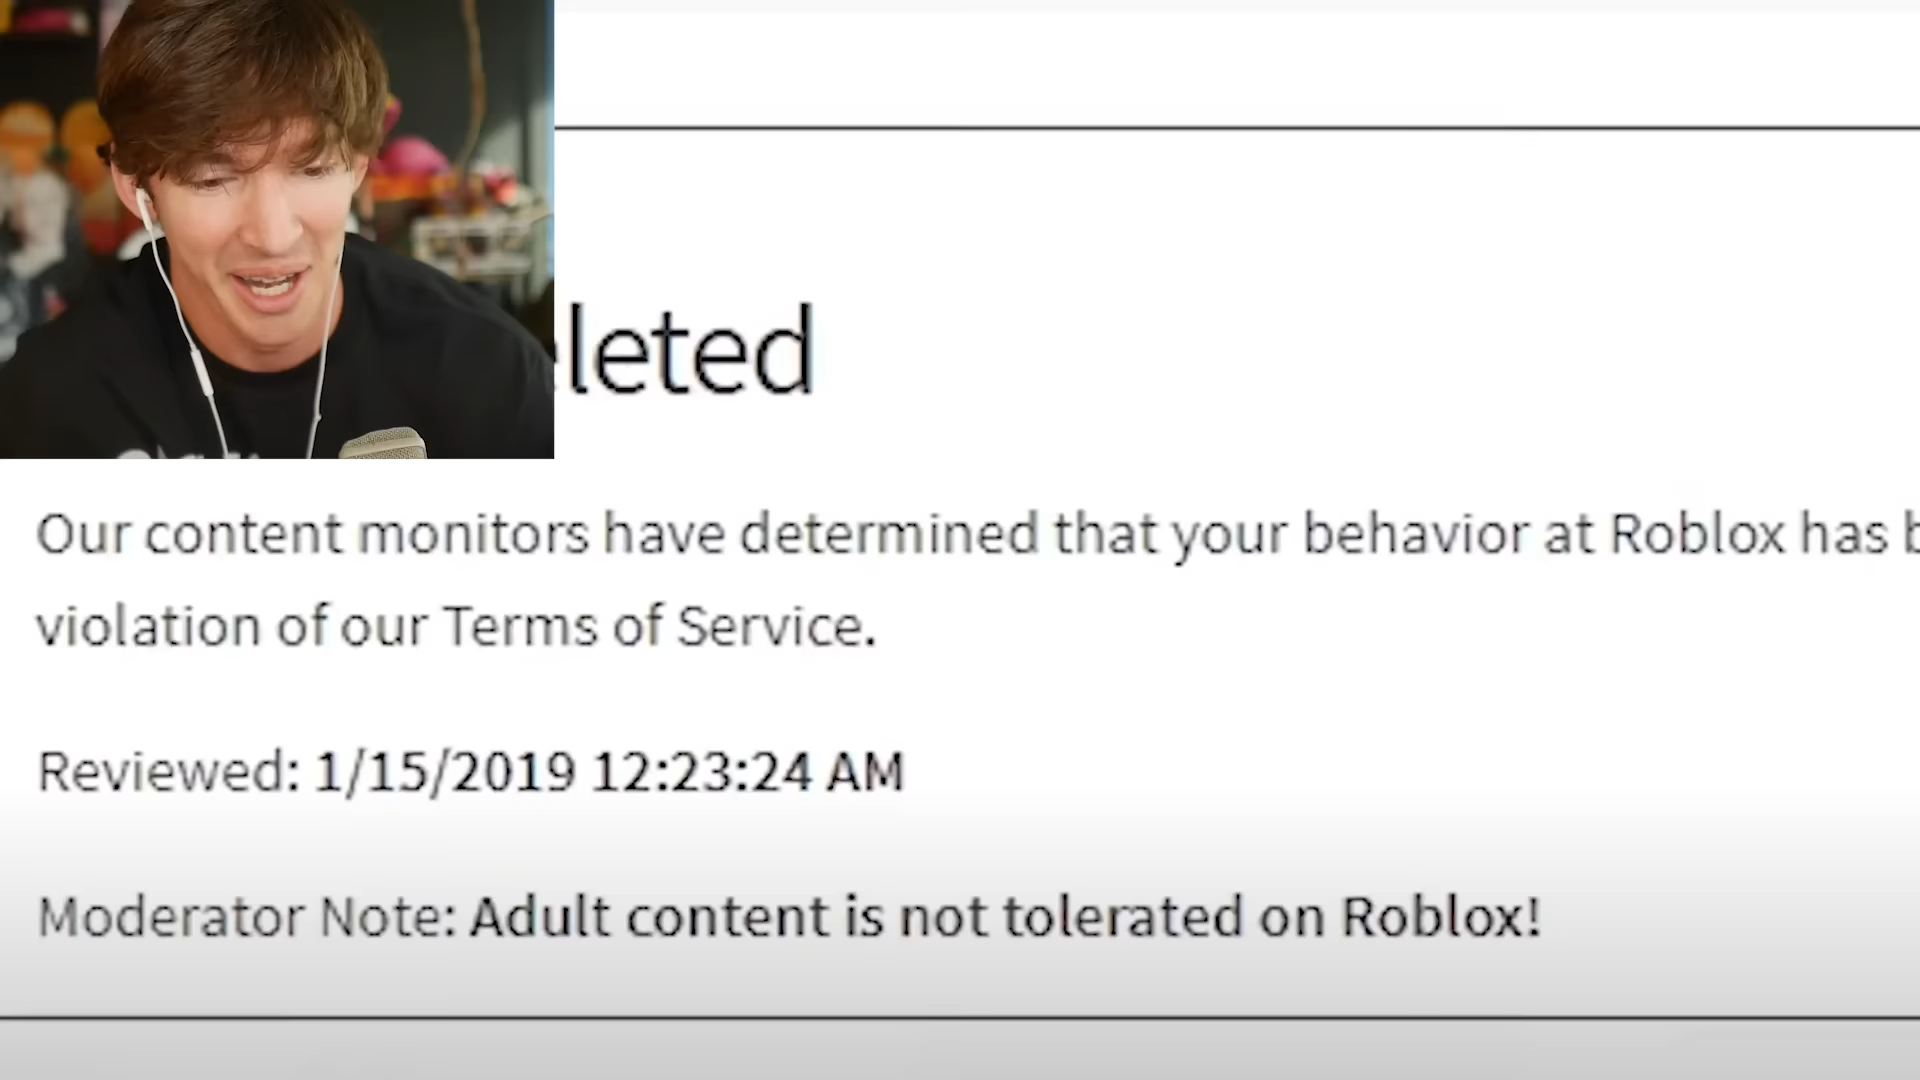 eleted
Our content monitors have determined that your behavior at Roblox has b
violation of our Terms of Service.
Reviewed: 1/15/2019 12:23:24 AM
Moderator Note: Adult content is not tolerated on Roblox!